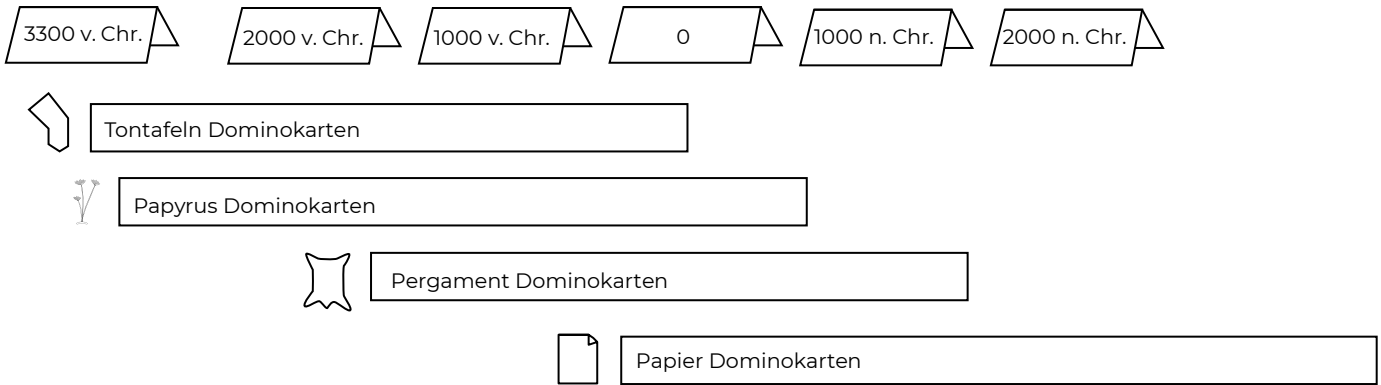 3300 v. Chr.
2000 v. Chr.
1000 v. Chr.
0
1000 n. Chr.
2000 n. Chr.
Tontafeln Dominokarten
Papyrus Dominokarten
Pergament Dominokarten
Papier Dominokarten